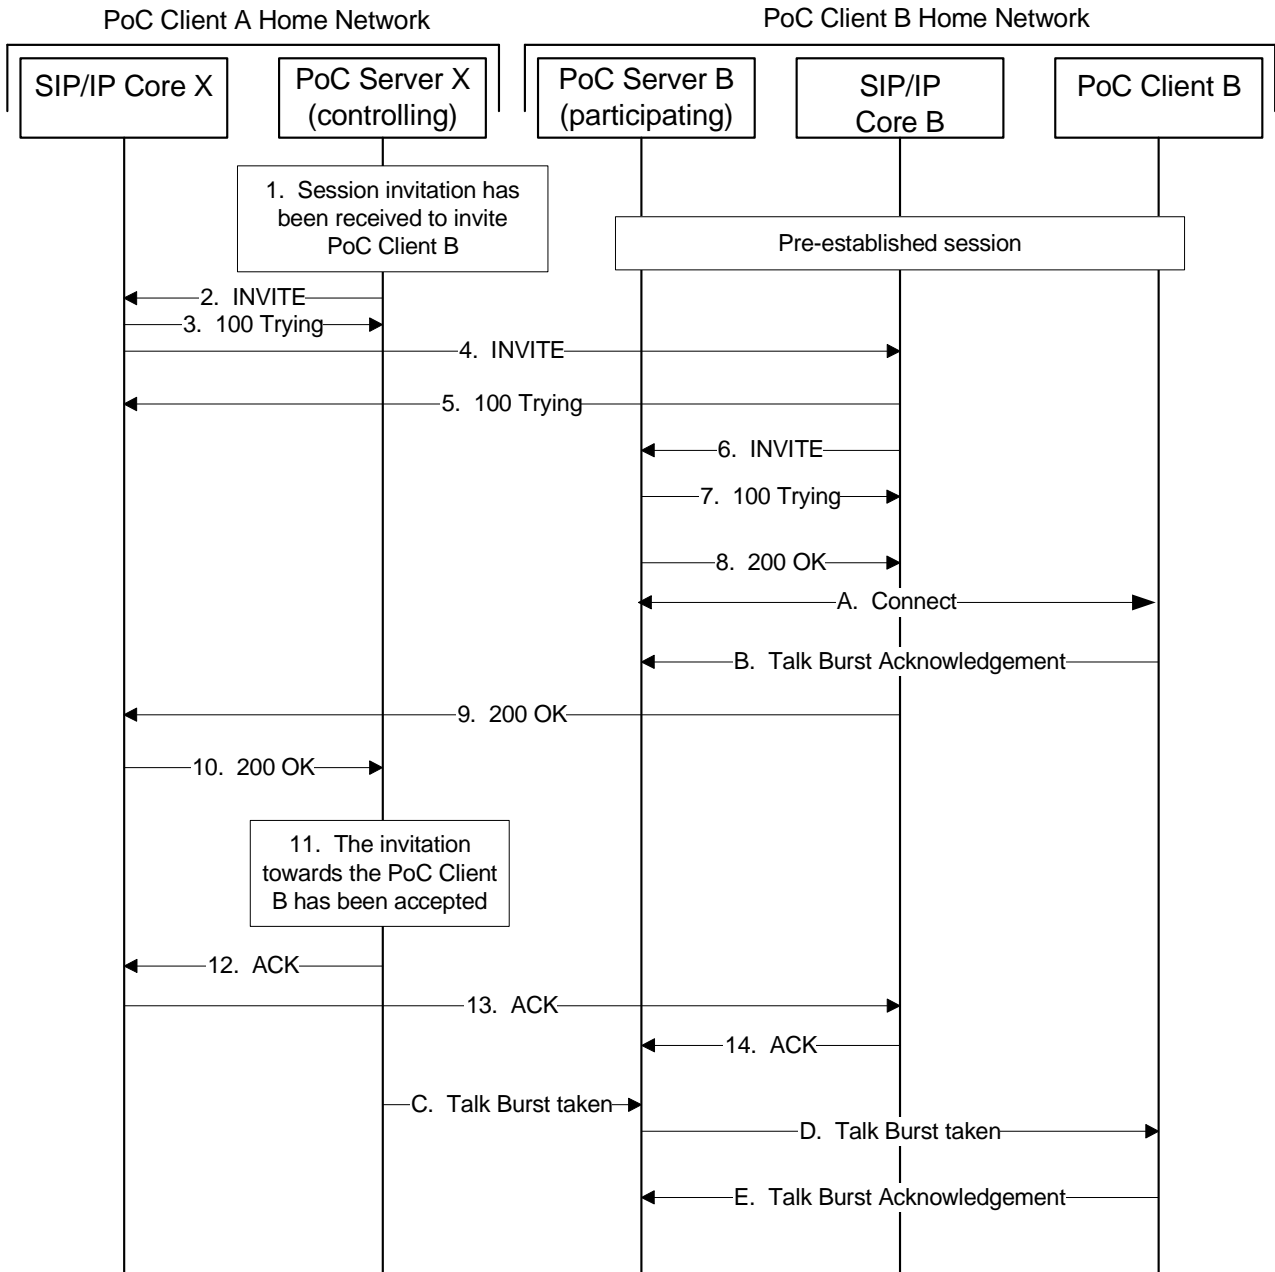 PoC Client A Home Network
PoC Client B Home Network
SIP/IP Core X
PoC Server X
(controlling)
PoC Server B
(participating)
SIP/IP
Core B
PoC Client B
1. Session invitation has
been received to invite
PoC Client B
Pre-established session
2. INVITE
3. 100 Trying
4. INVITE
5. 100 Trying
6. INVITE
7. 100 Trying
8. 200 OK
A. Connect
B. Talk Burst Acknowledgement
9. 200 OK
10. 200 OK
11. The invitation
towards the PoC Client
B has been accepted
12. ACK
13. ACK
14. ACK
C. Talk Burst taken
D. Talk Burst taken
E. Talk Burst Acknowledgement